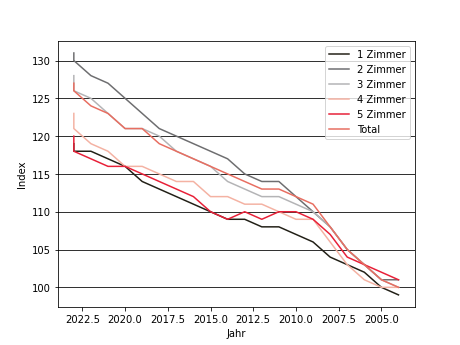 1 Zimmer
2 Zimmer
3 Zimmer
4 Zimmer
5 Zimmer
Total
130
125
120
115
110
105
100
Index
2022.5
2020.0
2017.5
2015.0
2012.5
2010.0
2007.5
2005.0
Jahr